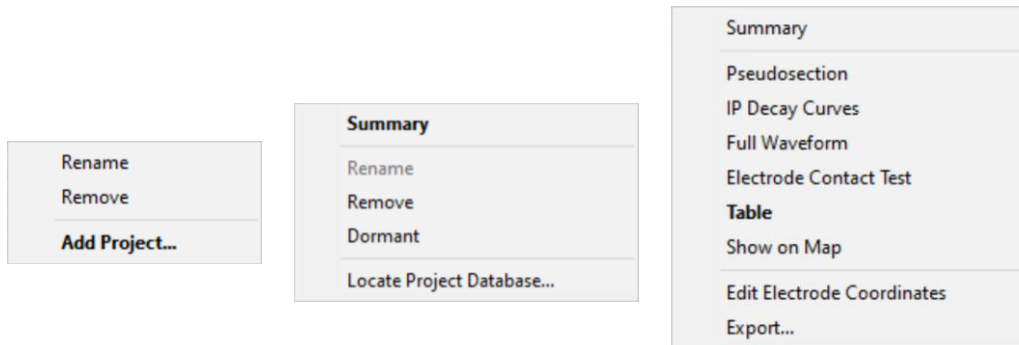 Rename
Remove
Add Project...
Summary
Rename
Remove
Dormant
Locate Project Database...
Summary
Pseudosection
IP Decay Curves
Full Waveform
Electrode Contact Test
Table
Show on Map
Edit Electrode Coordinates
Export...